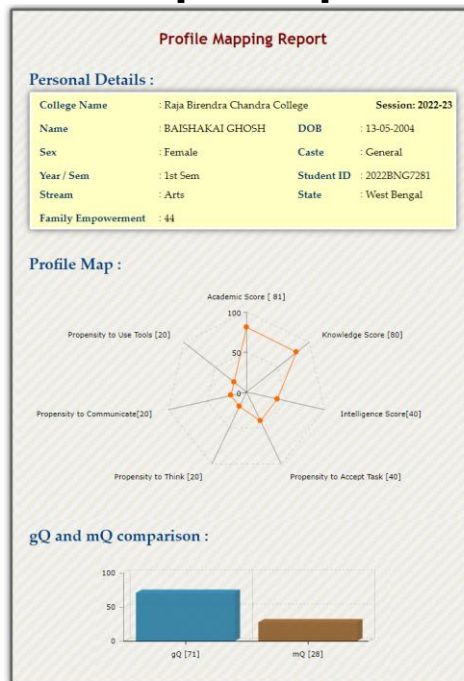 Profile Mapping Report
Personal Details :
College Name : Raja Birendra Chandra College Session: 2022-23
Name : BAISHAKAI GHOSH DOB : 13-05-2004
Sex : Female Caste : General
Year / Sem : 1st Sem Student ID : 2022BNG7281
Stream : Arts State : West Bengal
Family Empowerment : 44
Profile Map :
Academic Score [ 81]
100
Propensity to Use Tools [20] Knowledge Score [80]
50
0
Propensity to Communicate[20] Intelligence Score[40]
Propensity to Think [20] Propensity to Accept Task [40]
gQ and mQ comparison :
100
50
0
gQ [71] mQ [28]